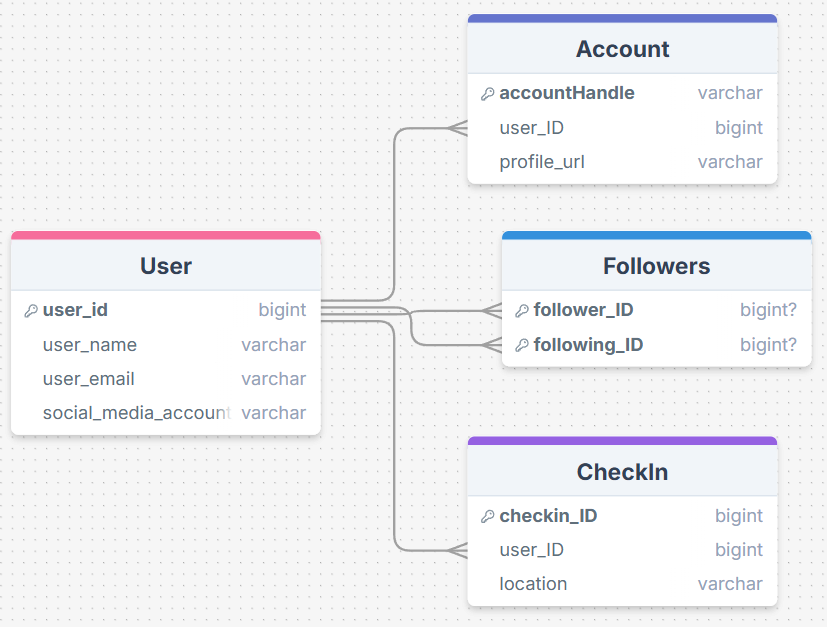 Account
accountHandle varchar
user_ID bigint
profile_url varchar
User
user_id bigint
user_name varchar
user_email varchar
social_media_account varchar
Followers
follower_ID bigint?
following_ID bigint?
CheckIn
checkin_ID bigint
user_ID bigint
location varchar